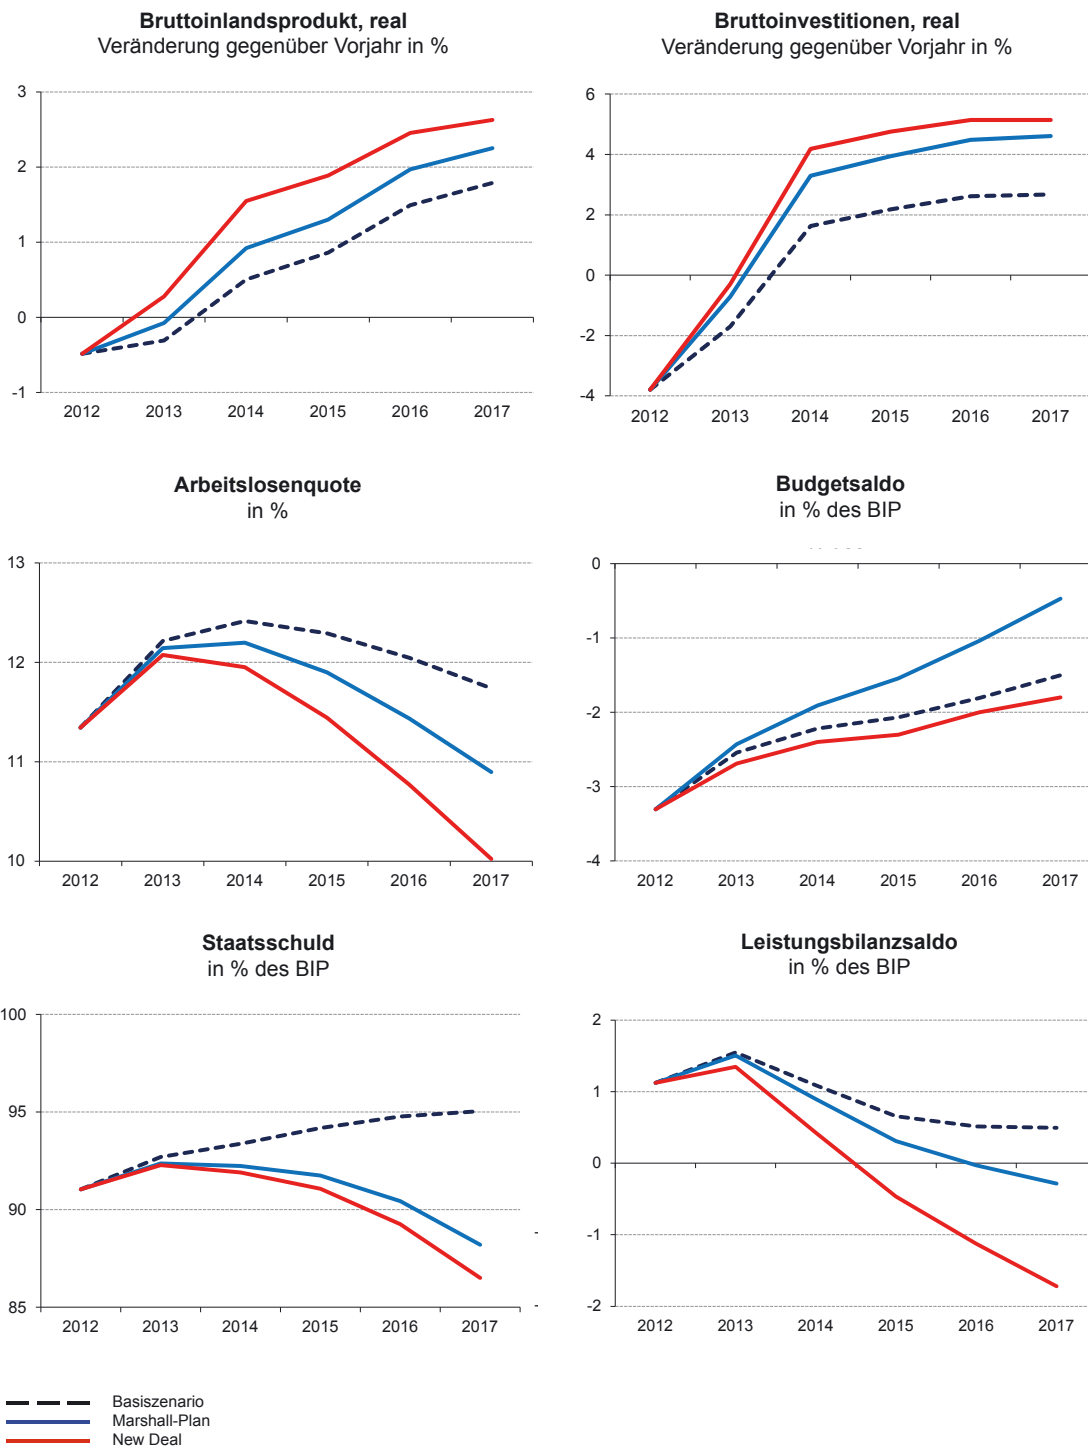 Bruttoinlandsprodukt, real
Veränderung gegenüber Vorjahr in %
3
2
1
0
-1
2012 2013 2014 2015 2016 2017
Bruttoinvestitionen, real
Veränderung gegenüber Vorjahr in %
6
4
2
0
-2
-4
2012 2013 2014 2015 2016 2017
Arbeitslosenquote
in %
13
12
11
10
2012 2013 2014 2015 2016 2017
Budgetsaldo
in % des BIP
0
-1
-2
-3
-4
2012 2013 2014 2015 2016 2017
Staatsschuld
in % des BIP
100
95
90
85
2012 2013 2014 2015 2016 2017
Leistungsbilanzsaldo
in % des BIP
2
1
0
-1
-2
2012 2013 2014 2015 2016 2017
Basiszenario
Marshall-Plan
New Deal